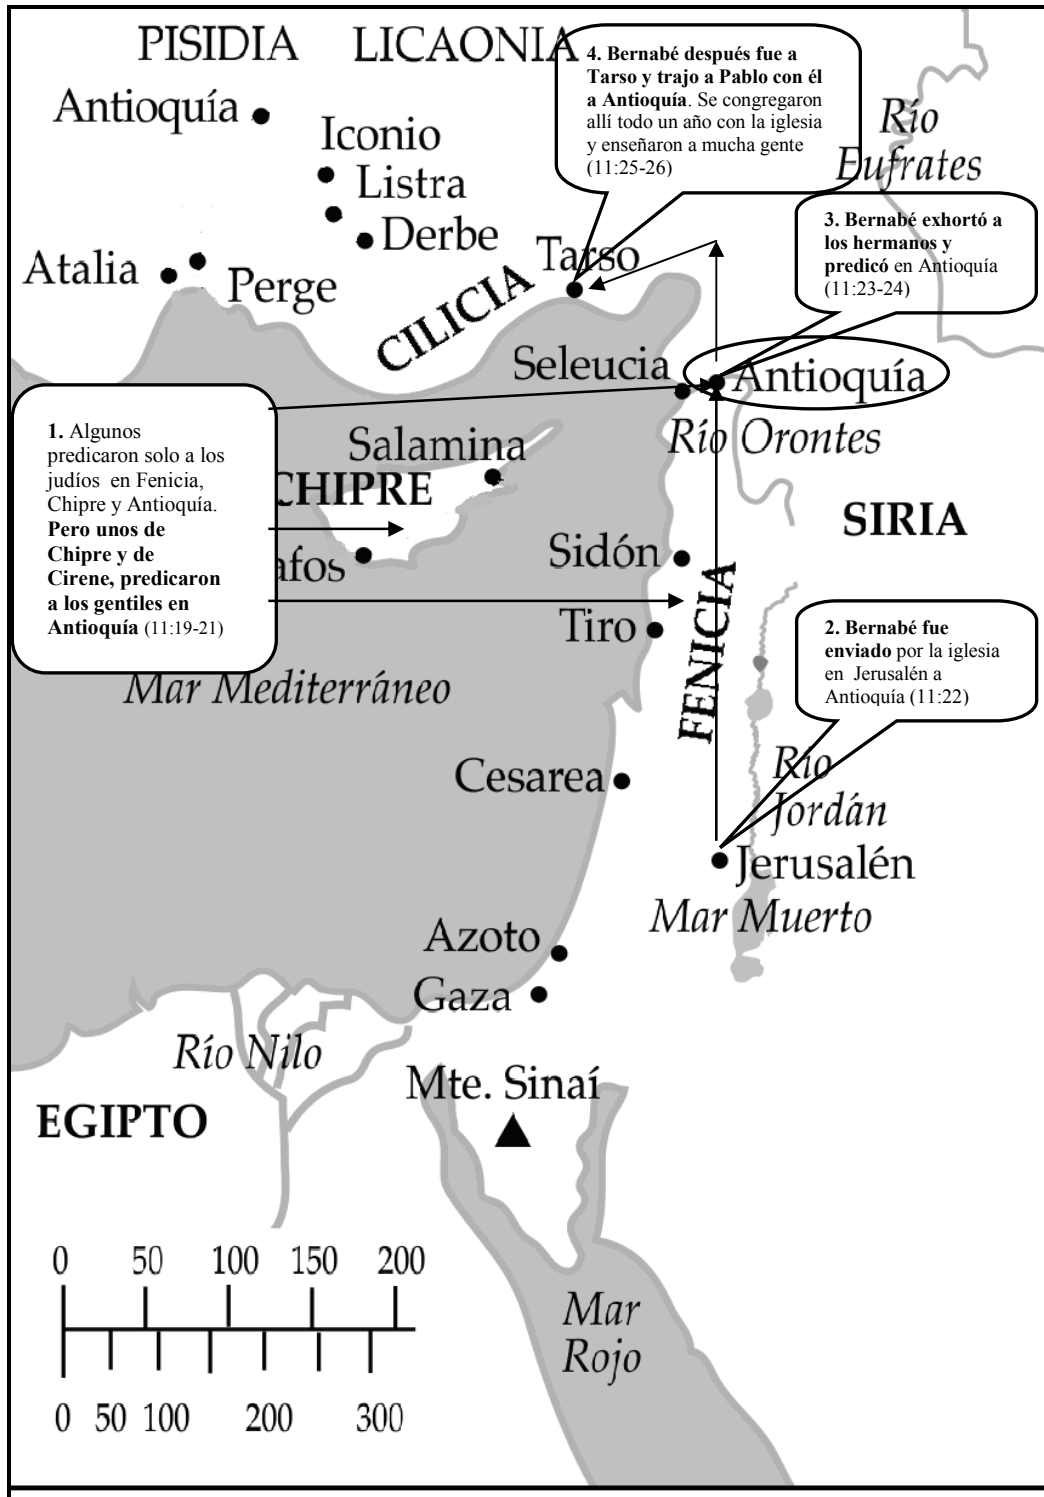 PISIDIA LICAONIA
4. Bernabé después fue a
Tarso y trajo a Pablo con él
a Antioquía. Se congregaron
allí todo un año con la iglesia
y enseñaron a mucha gente
(11:25-26)
Antioquía
Río
Eufrates
Iconio
Listra
Derbe
3. Bernabé exhortó a
los hermanos y
predicó en Antioquía
(11:23-24)
Atalia
Perge
Tarso
CILICIA
Seleucia
Antioquía
Río Orontes
1. Algunos
predicaron solo a los
judíos en Fenicia,
Chipre y Antioquía.
Pero unos de
Chipre y de
Cirene, predicaron
a los gentiles en
Antioquía (11:19-21)
Salamina
CHIPRE
afos
SIRIA
Sidón
Tiro
FENICIA
2. Bernabé fue
enviado por la iglesia
en Jerusalén a
Antioquía (11:22)
Mar Mediterráneo
Cesarea
Río
Jordán
Jerusalén
Mar Muerto
Azoto
Gaza
Río Nilo
Mte. Sinaí
EGIPTO
0 50 100 150 200
0 50 100 200 300
Mar
Rojo